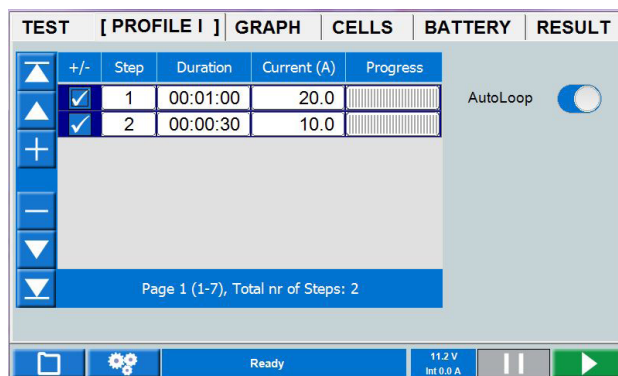 TEST [ PROFILE I ] GRAPH CELLS BATTERY RESULT
+/- Step Duration Current (A) Progress
1 00:01:00 20.0
2 00:00:30 10.0
AutoLoop
Page 1 (1-7), Total nr of Steps: 2
Ready
11.2 V
Int 0.0 A